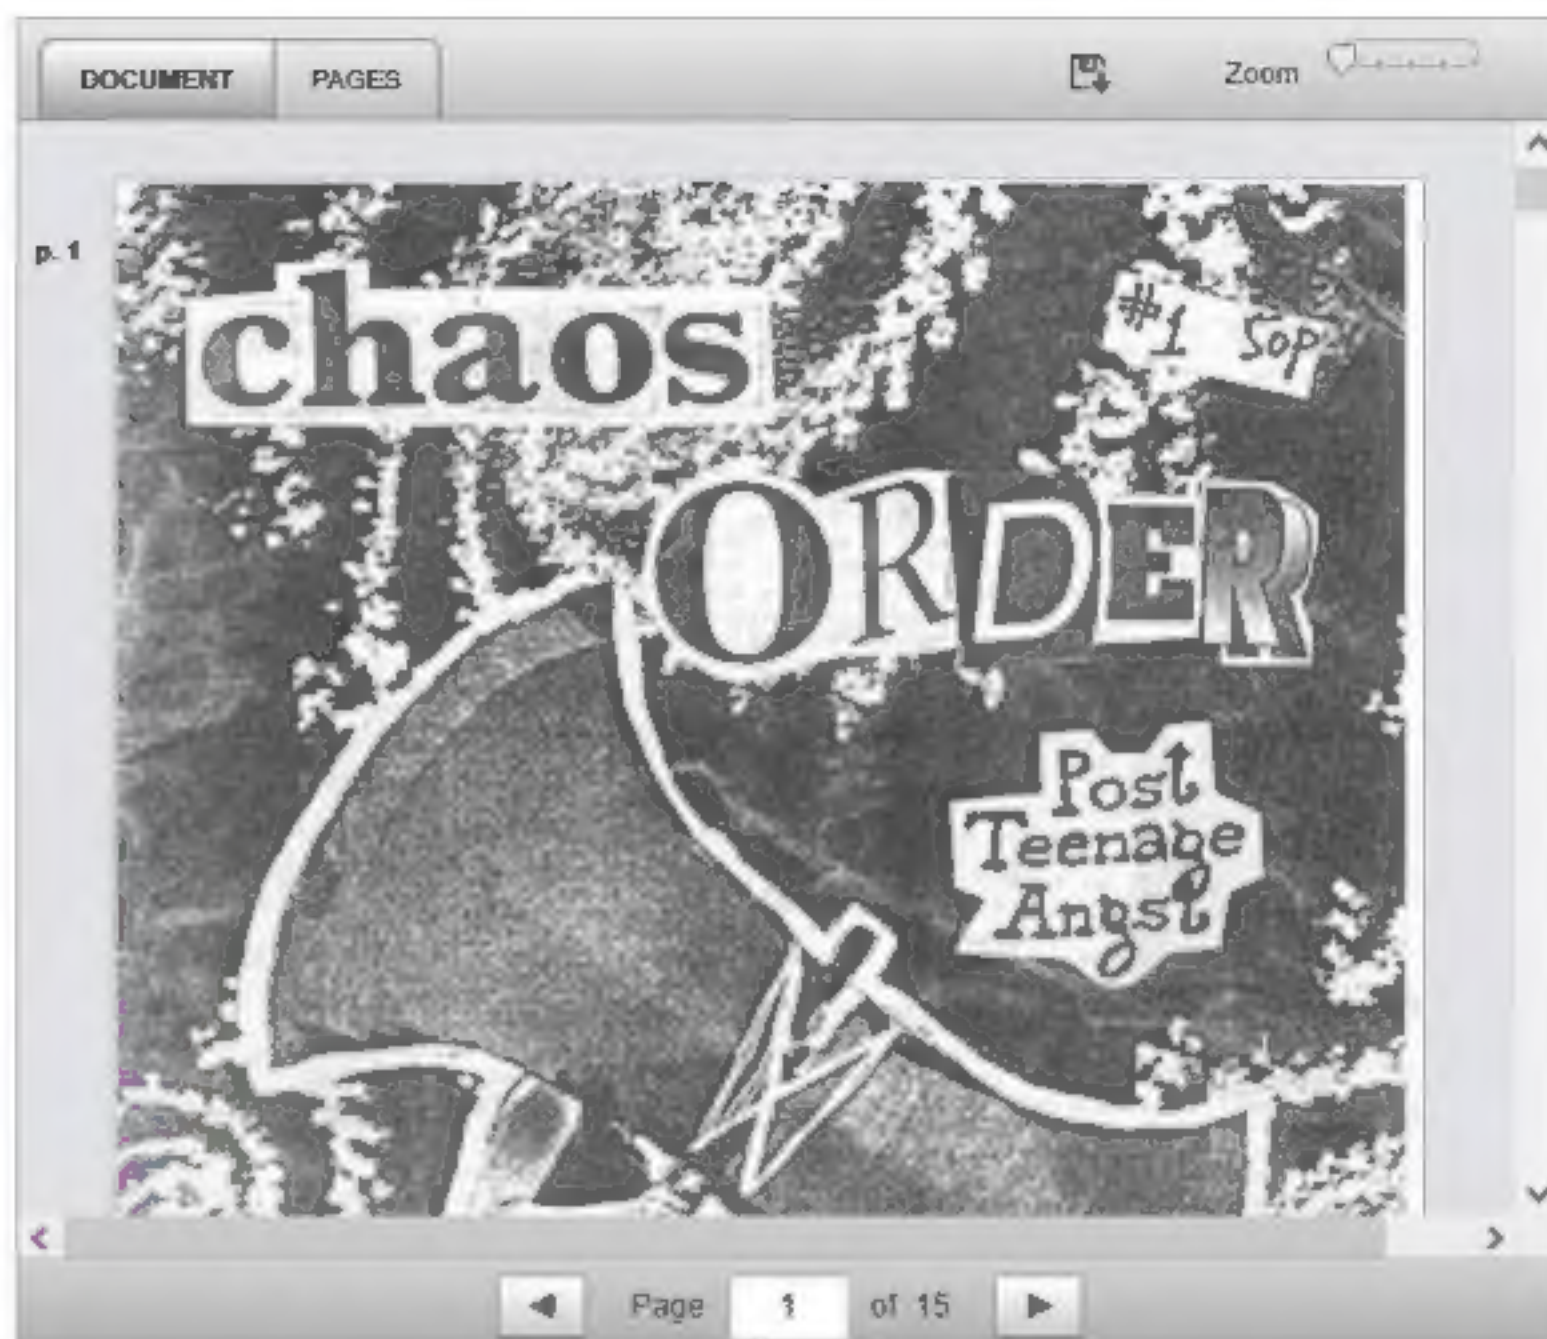 DOCUMENT PAGES Zoom
p. 1
chaos
#1 50p
ORDER
Post
Teenage
Angst
Page 1 of 15